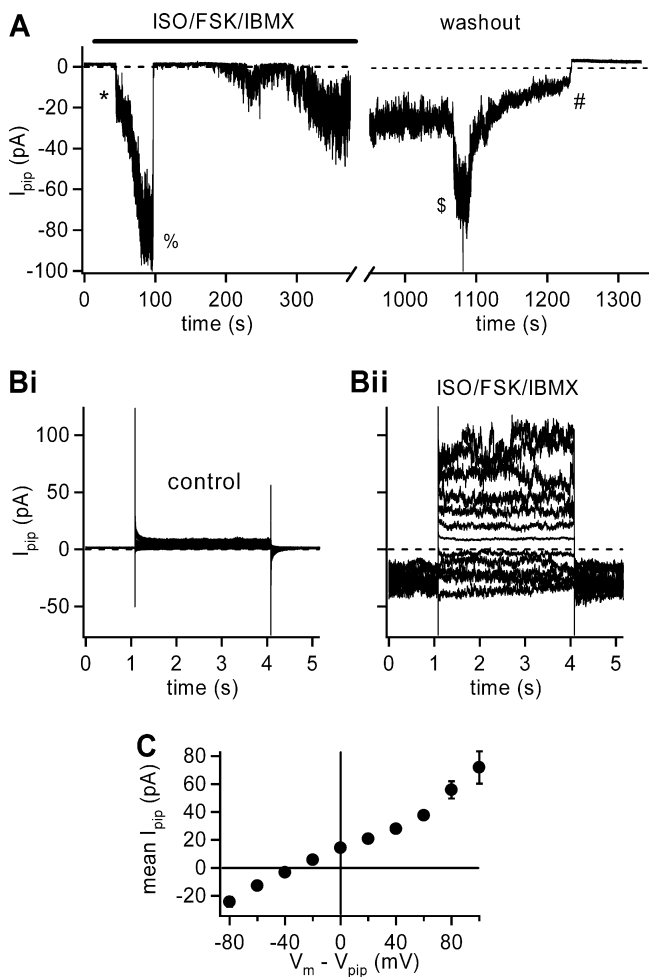 A
ISO/FSK/IBMX
washout
0
-20
-40
-60
-80
-100
I_pip (pA)
*
%
$
#
0 100 200 300
1000 1100 1200 1300
time (s)
time (s)
Bi
Bii
ISO/FSK/IBMX
control
100
50
0
-50
I_pip (pA)
0 1 2 3 4 5
0 1 2 3 4 5
time (s)
time (s)
C
80
60
40
20
0
-20
mean I_pip (pA)
-80 -40 0 40 80
V_m - V_pip (mV)